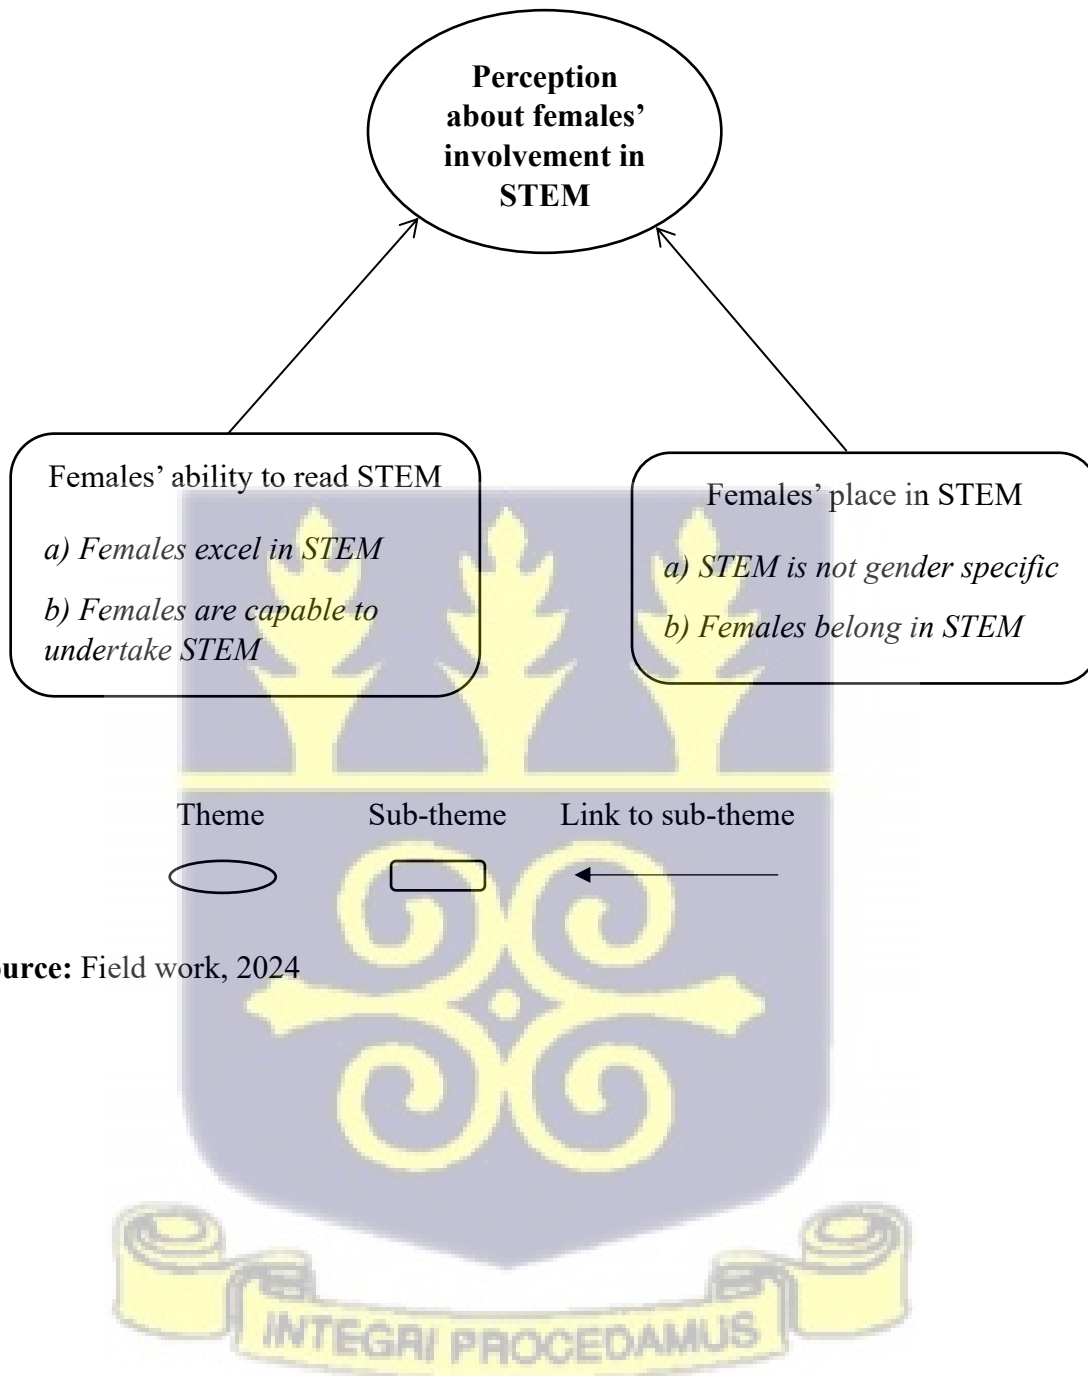 Perception
about females’
involvement in
STEM
Females’ ability to read STEM
a) Females excel in STEM
b) Females are capable to
undertake STEM
Females’ place in STEM
a) STEM is not gender specific
b) Females belong in STEM
Theme Sub-theme Link to sub-theme
ource: Field work, 2024
INTEGRI PROCEDAMUS